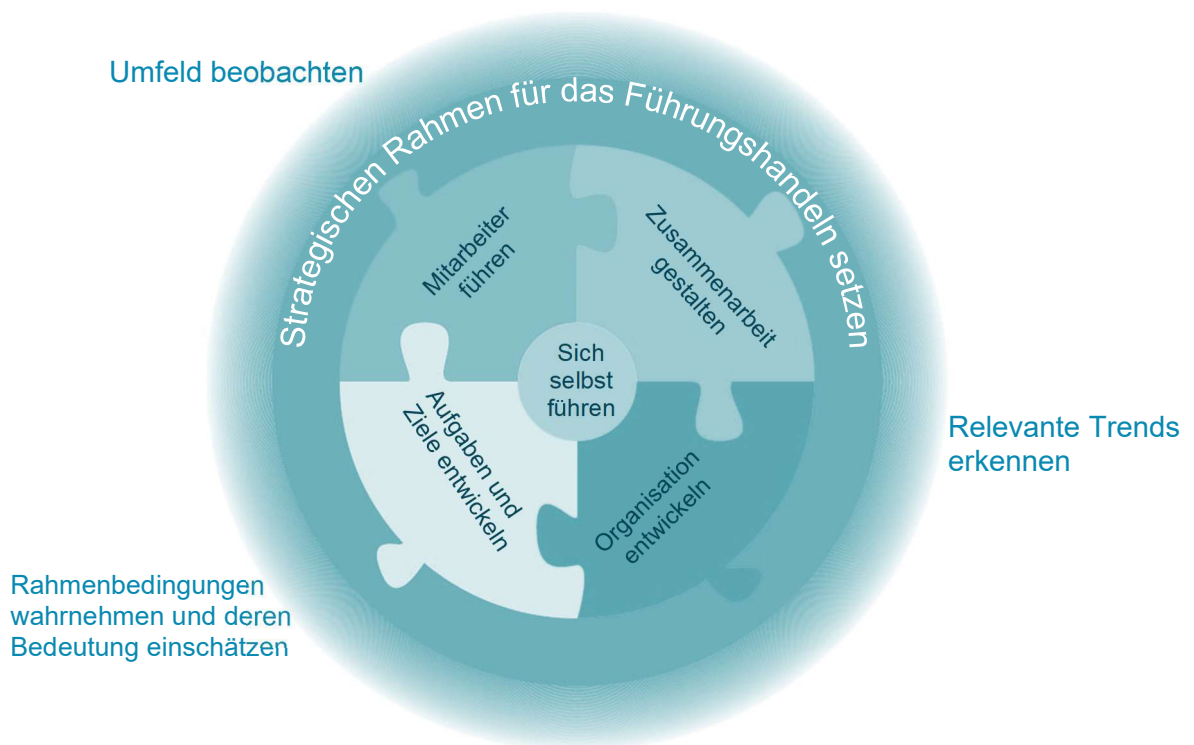 Umfeld beobachten
Strategischen Rahmen für das Führungshandeln setzen
Mitarbeiter
führen
Zusammenarbeit
gestalten
Sich
selbst
führen
Aufgaben und
Ziele entwickeln
Organisation
entwickeln
Relevante Trends
erkennen
Rahmenbedingungen
wahrnehmen und deren
Bedeutung einschätzen